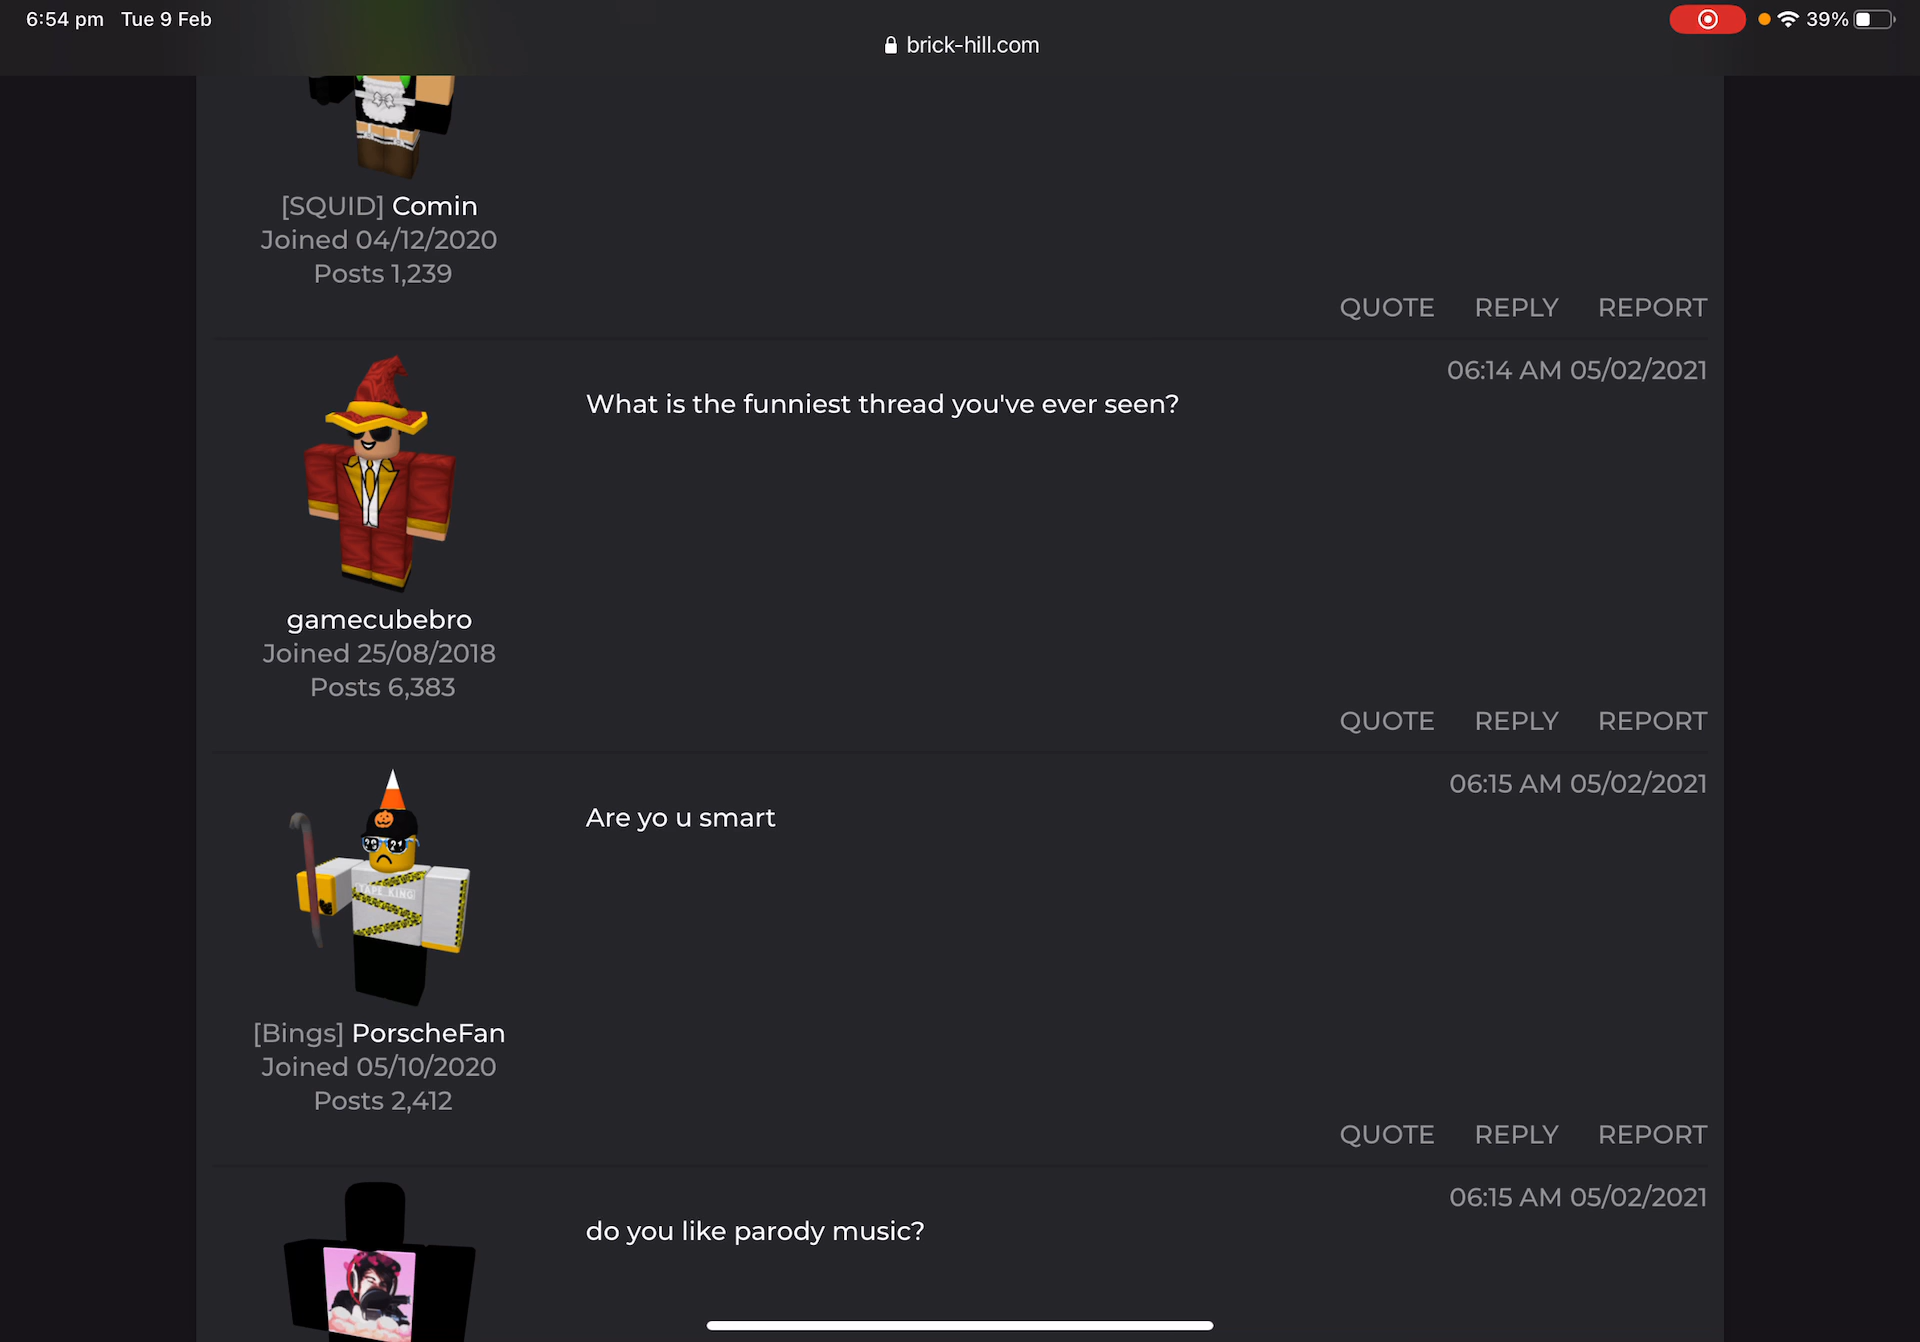 6:54 pm Tue 9 Feb
39%
brick-hill.com
[SQUID] Comin
Joined 04/12/2020
Posts 1,239
QUOTE REPLY REPORT
06:14 AM 05/02/2021
What is the funniest thread you've ever seen?
gamecubebro
Joined 25/08/2018
Posts 6,383
QUOTE REPLY REPORT
06:15 AM 05/02/2021
Are yo u smart
TAPE KING
[Bings] PorscheFan
Joined 05/10/2020
Posts 2,412
QUOTE REPLY REPORT
06:15 AM 05/02/2021
do you like parody music?